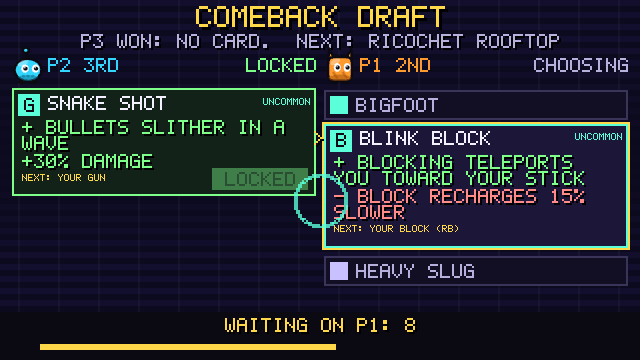 COMEBACK DRAFT
P3 WON: NO CARD. NEXT: RICOCHET ROOFTOP
P2 3RD LOCKED
G SNAKE SHOT UNCOMMON
+ BULLETS SLITHER IN A
WAVE
+30% DAMAGE
NEXT: YOUR GUN
LOCKED
P1 2ND CHOOSING
BIGFOOT
B BLINK BLOCK UNCOMMON
+ BLOCKING TELEPORTS
YOU TOWARD YOUR STICK
- BLOCK RECHARGES 15%
SLOWER
NEXT: YOUR BLOCK (RB)
HEAVY SLUG
WAITING ON P1: 8